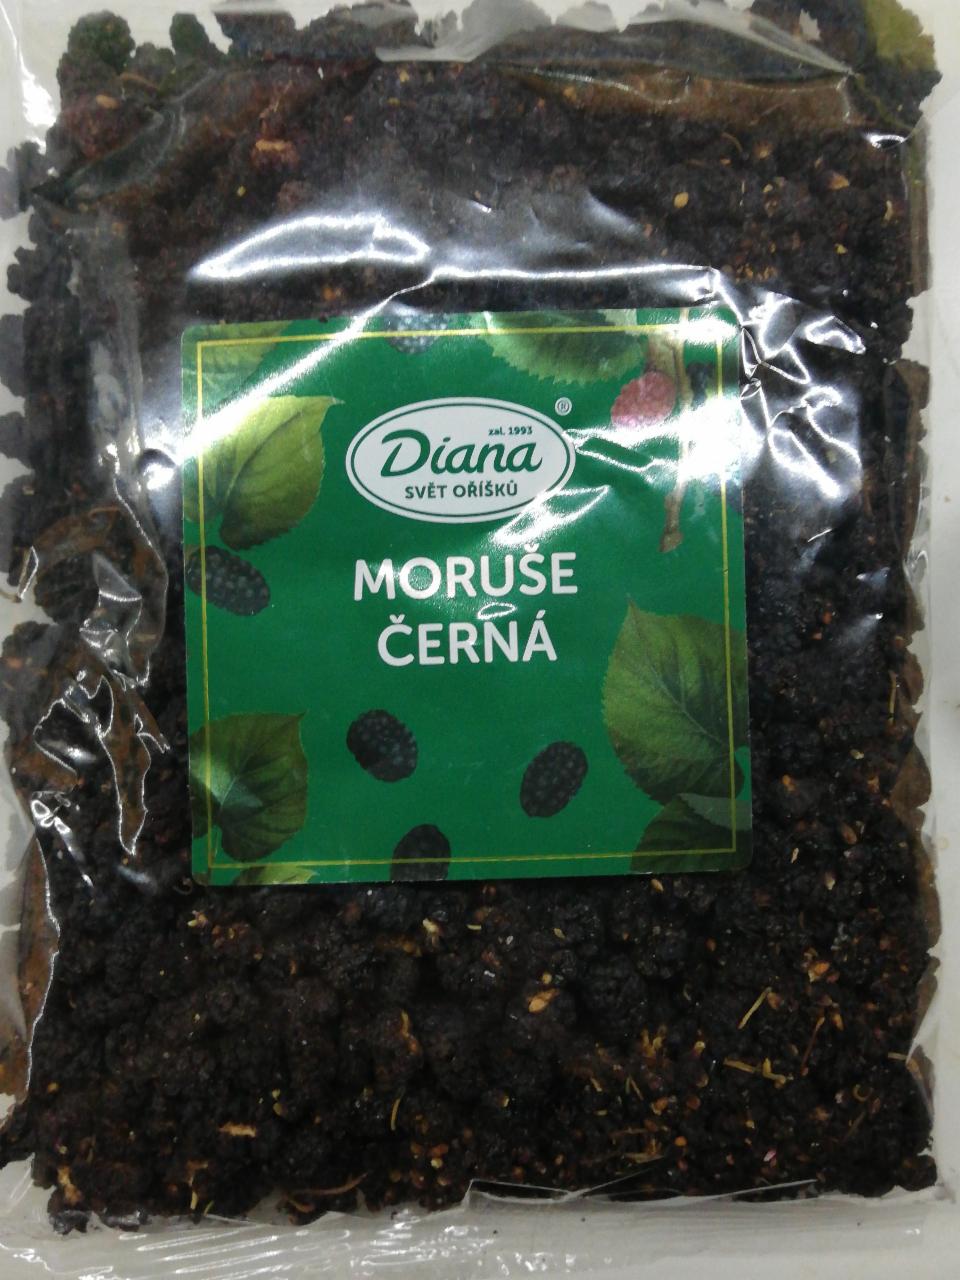 ®
zal. 1993
Diana
SVĚT OŘÍŠKŮ
MORUŠE
ČERNÁ